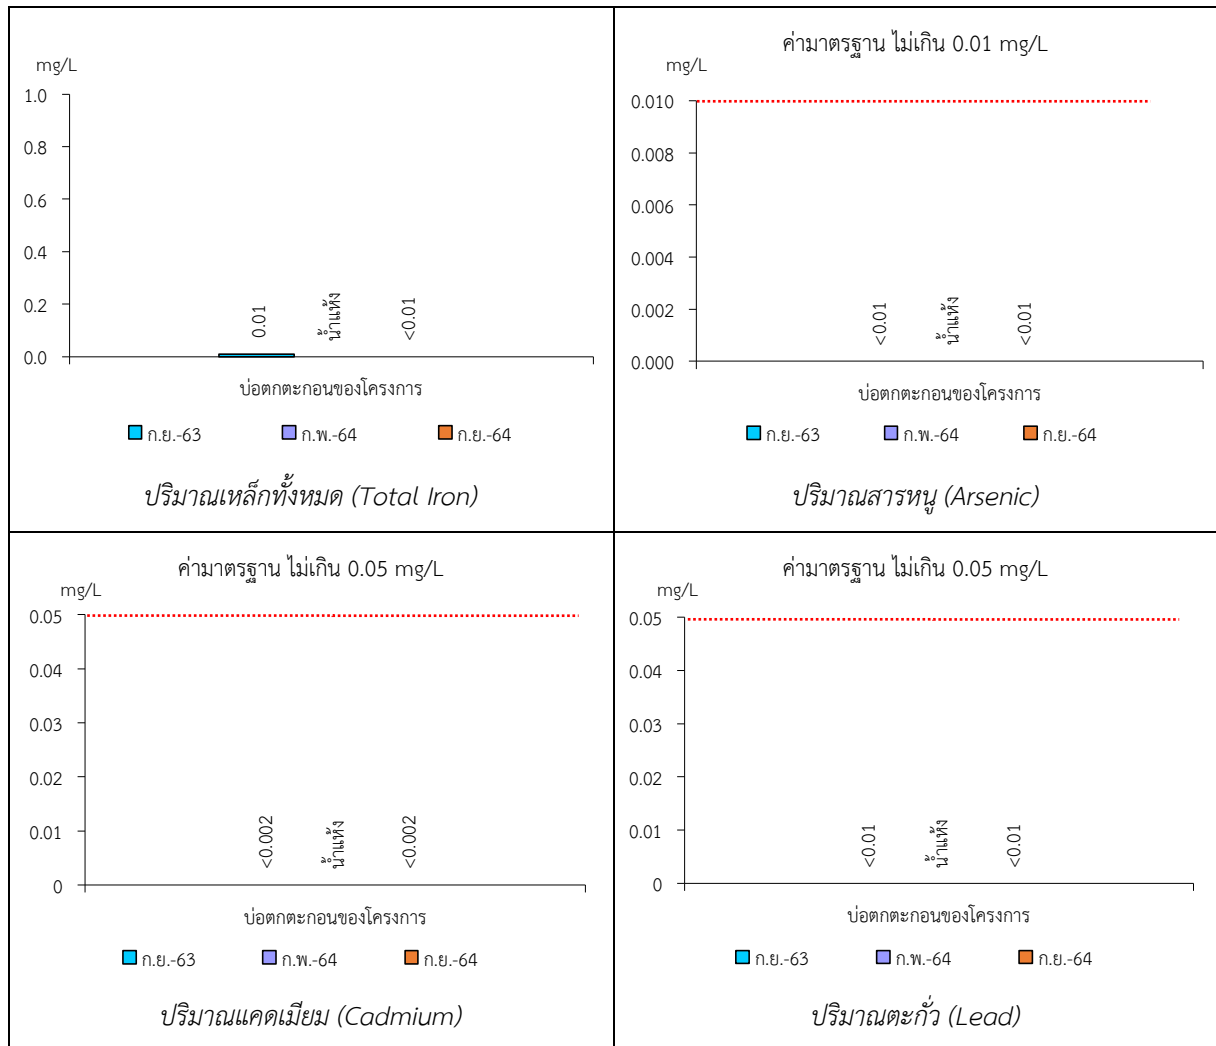 mg/L
1.0
0.8
0.6
0.4
0.2
0.0
0.01
น้ำแห้ง
<0.01
บ่อตกตะกอนของโครงการ
ก.ย.-63 ก.พ.-64 ก.ย.-64
ปริมาณเหล็กทั้งหมด (Total Iron)
ค่ามาตรฐาน ไม่เกิน 0.01 mg/L
mg/L
0.010
0.008
0.006
0.004
0.002
0.000
<0.01
น้ำแห้ง
<0.01
บ่อตกตะกอนของโครงการ
ก.ย.-63 ก.พ.-64 ก.ย.-64
ปริมาณสารหนู (Arsenic)
ค่ามาตรฐาน ไม่เกิน 0.05 mg/L
mg/L
0.05
0.04
0.03
0.02
0.01
0
<0.002
น้ำแห้ง
<0.002
บ่อตกตะกอนของโครงการ
ก.ย.-63 ก.พ.-64 ก.ย.-64
ปริมาณแคดเมียม (Cadmium)
ค่ามาตรฐาน ไม่เกิน 0.05 mg/L
mg/L
0.05
0.04
0.03
0.02
0.01
0
<0.01
น้ำแห้ง
<0.01
บ่อตกตะกอนของโครงการ
ก.ย.-63 ก.พ.-64 ก.ย.-64
ปริมาณตะกั่ว (Lead)